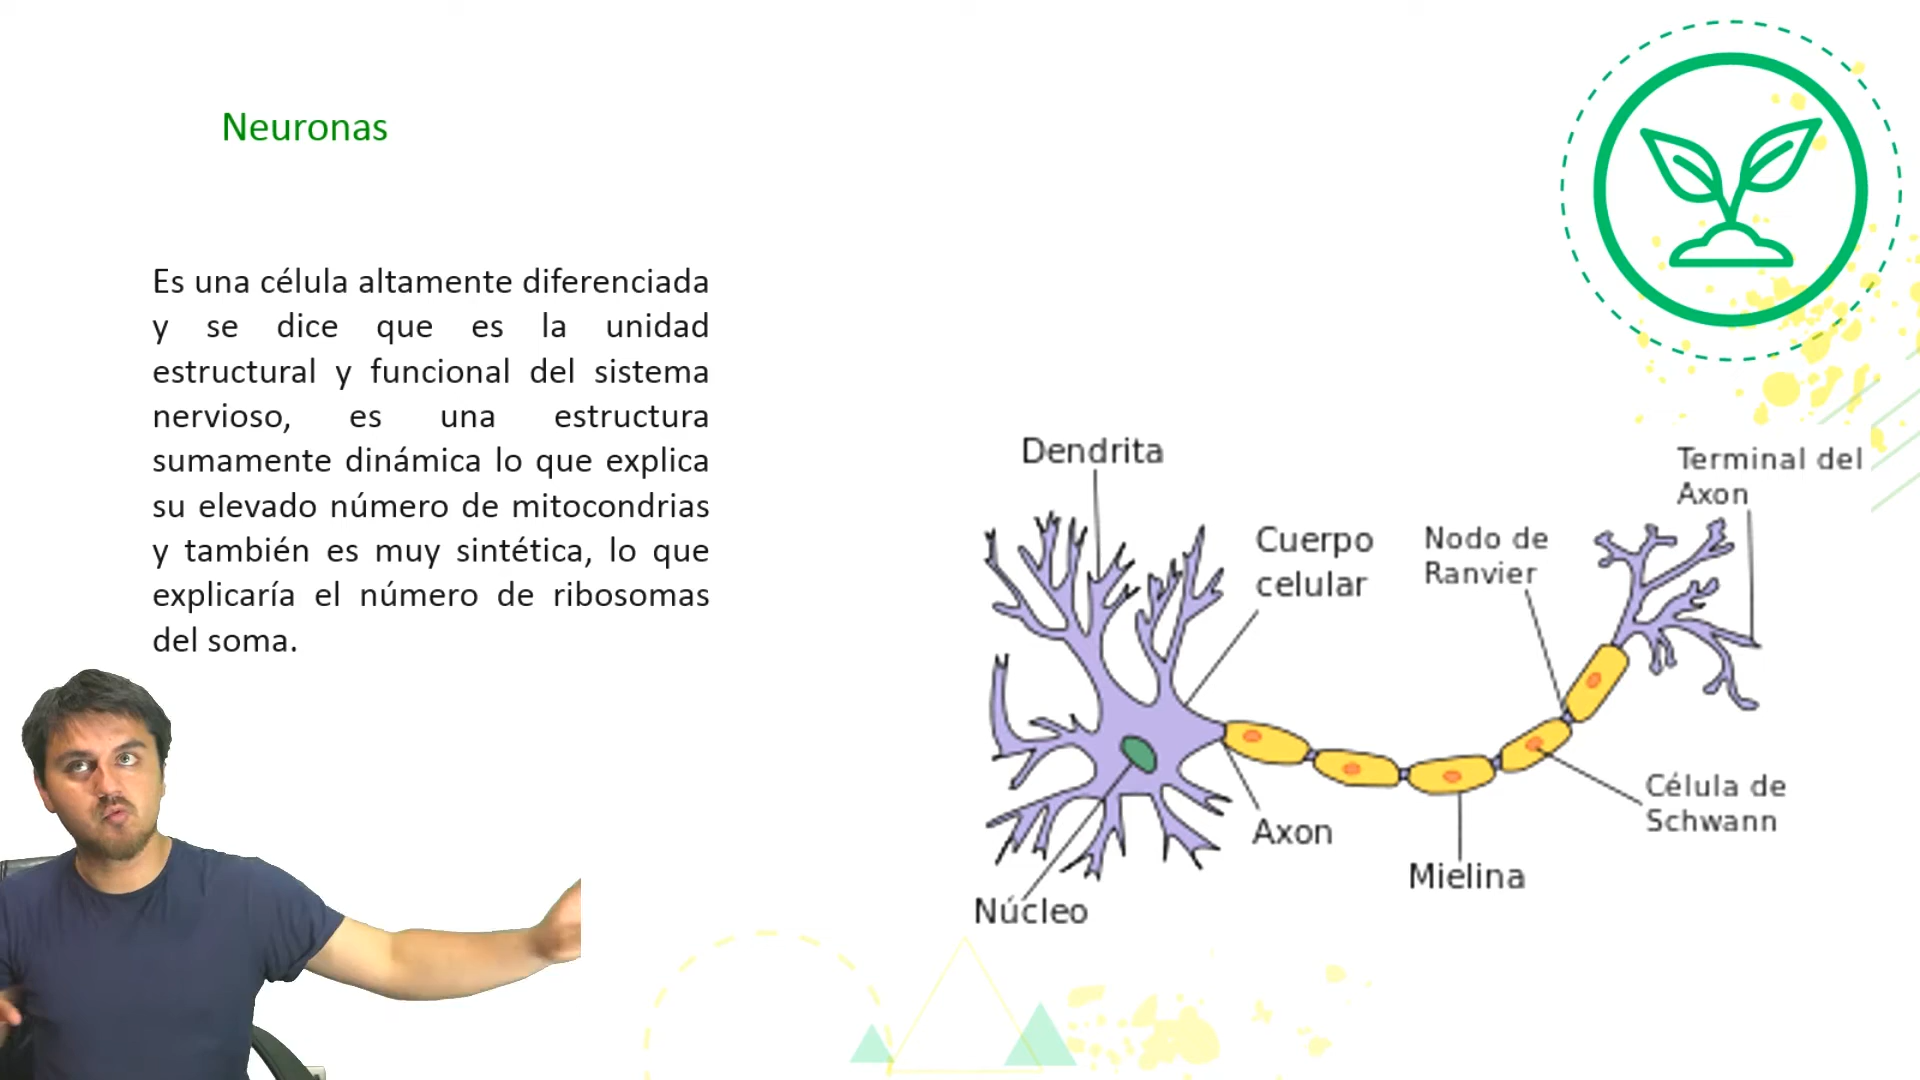 Neuronas
Es una célula altamente diferenciada
y se dice que es la unidad
estructural y funcional del sistema
nervioso, es una estructura
sumamente dinámica lo que explica
su elevado número de mitocondrias
y también es muy sintética, lo que
explicaría el número de ribosomas
del soma.
Dendrita
Cuerpo
celular
Nodo de
Ranvier
Terminal del
Axon
Célula de
Schwann
Axon
Mielina
Núcleo